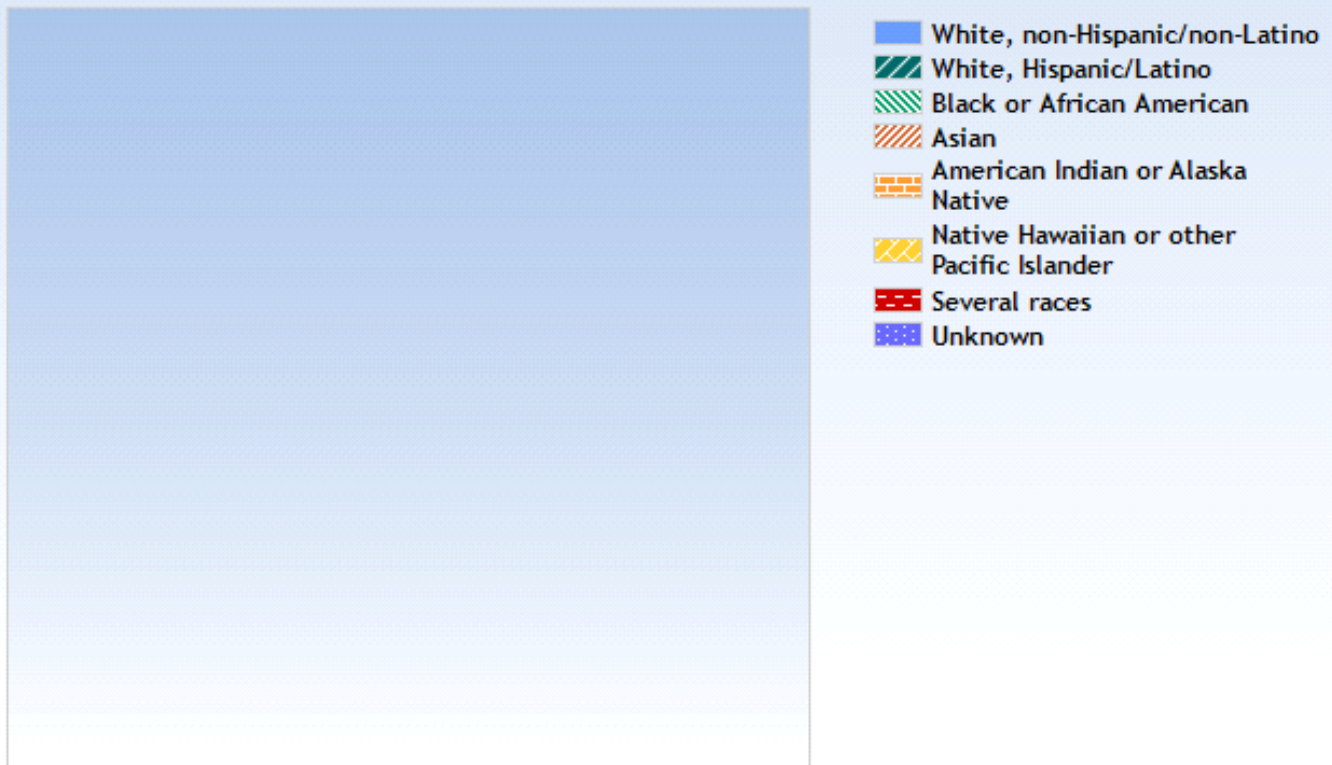 White, non-Hispanic/non-Latino
White, Hispanic/Latino
Black or African American
Asian
American Indian or Alaska
Native
Native Hawaiian or other
Pacific Islander
Several races
Unknown